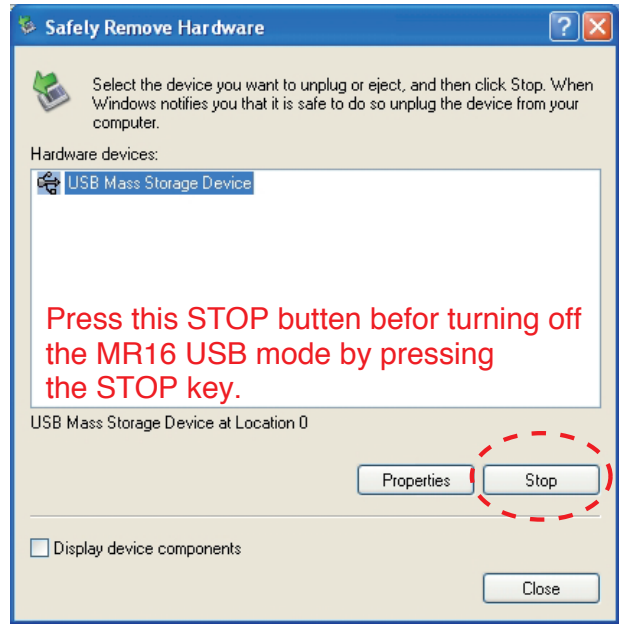 Safely Remove Hardware
Select the device you want to unplug or eject, and then click Stop. When
Windows notifies you that it is safe to do so unplug the device from your
computer.
Hardware devices:
USB Mass Storage Device
Press this STOP butten befor turning off
the MR16 USB mode by pressing
the STOP key.
USB Mass Storage Device at Location 0
Properties
Stop
Display device components
Close